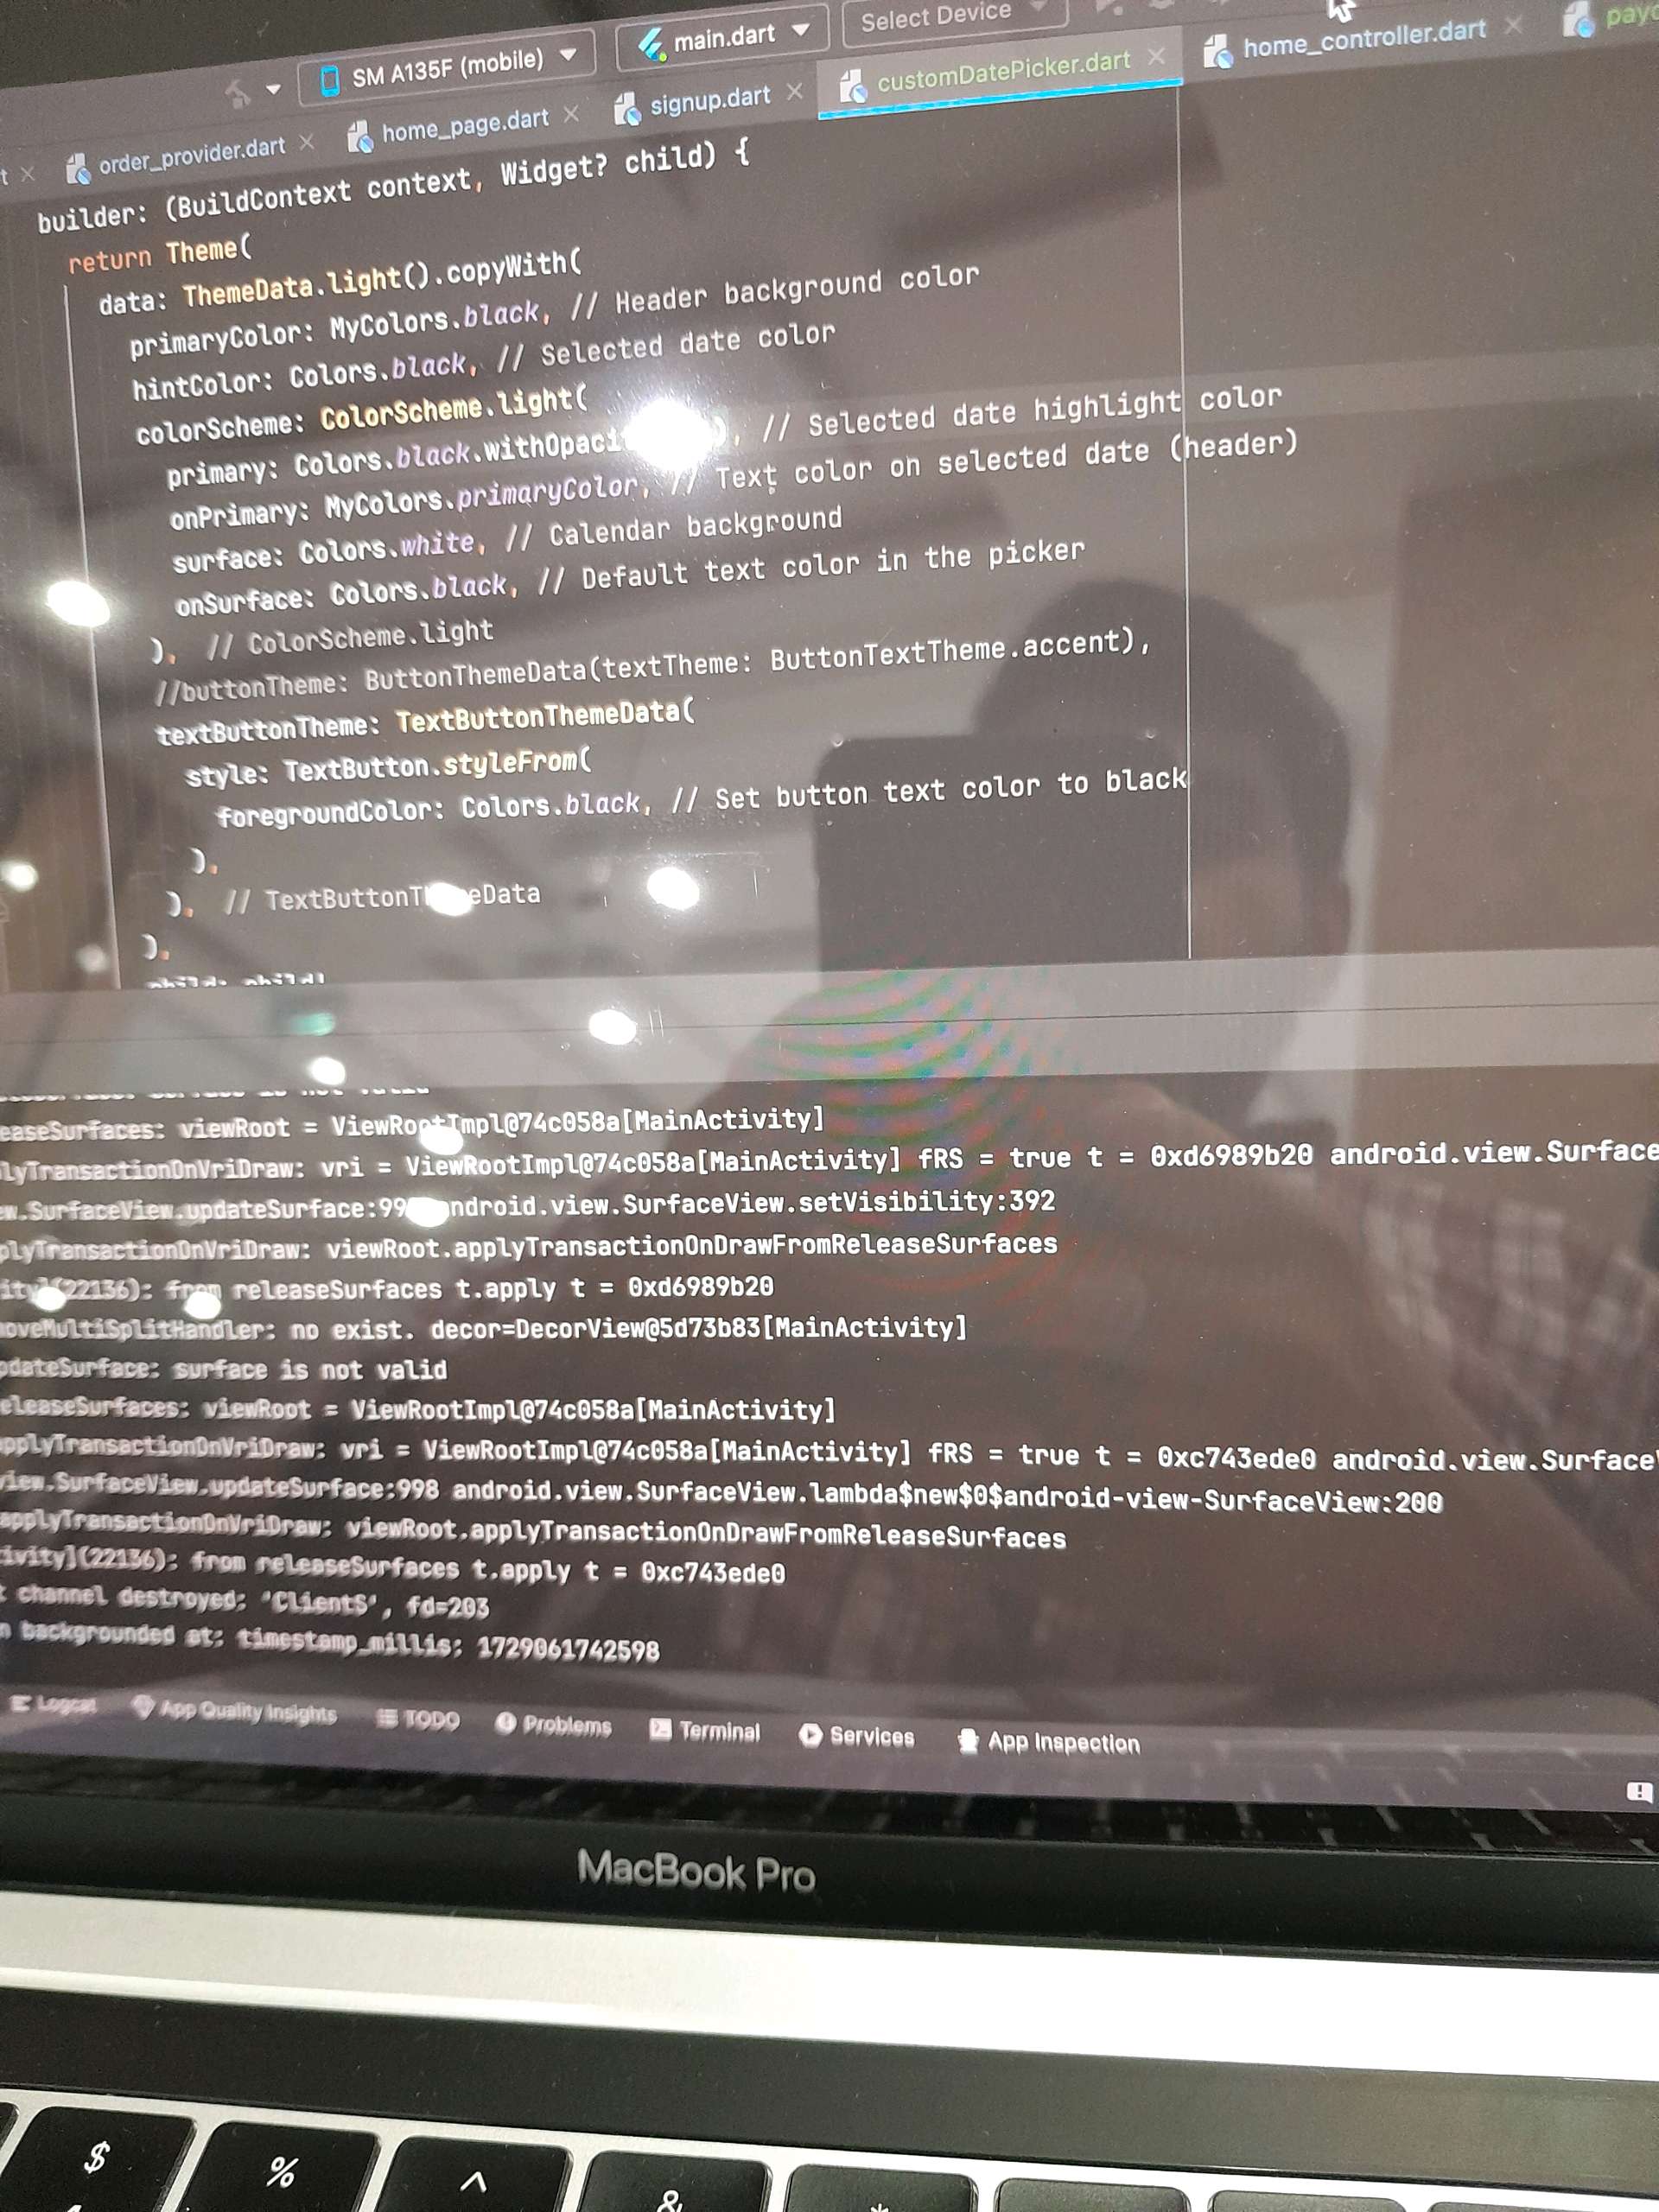 SM A135F (mobile)
main.dart
Select Device
t
order_provider.dart
home_page.dart
signup.dart
customDatePicker.dart
home_controller.dart
builder: (BuildContext context, Widget? child) {
return Theme(
data: ThemeData.light().copyWith(
primaryColor: MyColors.black, // Header background color
hintColor: Colors.black, // Selected date color
colorScheme: ColorScheme.light(
primary: Colors.black.withOpaci ), // Selected date highlight color
onPrimary: MyColors.primaryColor, // Text color on selected date (header)
surface: Colors.white, // Calendar background
onSurface: Colors.black, // Default text color in the picker
), // ColorScheme.light
//buttonTheme: ButtonThemeData(textTheme: ButtonTextTheme.accent),
textButtonTheme: TextButtonThemeData(
style: TextButton.styleFrom(
foregroundColor: Colors.black, // Set button text color to black
),
), // TextButtonThemeData
),
easeSurfaces: viewRoot = ViewRootImpl@74c058a[MainActivity]
lyTransactionOnVriDraw: vri = ViewRootImpl@74c058a[MainActivity] fRS = true t = 0xd6989b20 android.view.Surface
w.SurfaceView.updateSurface:99 android.view.SurfaceView.setVisibility:392
plyTransactionOnVriDraw: viewRoot.applyTransactionOnDrawFromReleaseSurfaces
ity](22136): from releaseSurfaces t.apply t = 0xd6989b20
moveMultiSplitHandler: no exist. decor=DecorView@5d73b83[MainActivity]
pdateSurface: surface is not valid
eleaseSurfaces: viewRoot = ViewRootImpl@74c058a[MainActivity]
applyTransactionOnVriDraw: vri = ViewRootImpl@74c058a[MainActivity] fRS = true t = 0xc743ede0 android.view.Surface
view.SurfaceView.updateSurface:998 android.view.SurfaceView.lambda$new$0$android-view-SurfaceView:200
applyTransactionOnVriDraw: viewRoot.applyTransactionOnDrawFromReleaseSurfaces
ivity](22136): from releaseSurfaces t.apply t = 0xc743ede0
t channel destroyed: 'ClientS', fd=203
n backgrounded at: timestamp_millis: 1729061742598
Logcat
App Quality Insights
TODO
Problems
Terminal
Services
App Inspection
MacBook Pro
$
%
^
&